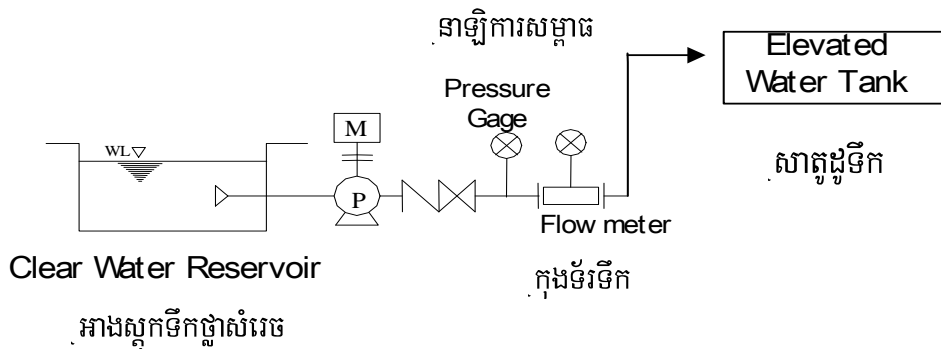 នាឡិការសម្ពាធ
Elevated
Water Tank
Pressure
Gage
M
WL
P
សាតូដូទឹក
Flow meter
Clear Water Reservoir
កុងទ័រទឹក
អាងស្តុកទឹកថ្លាសំរេច